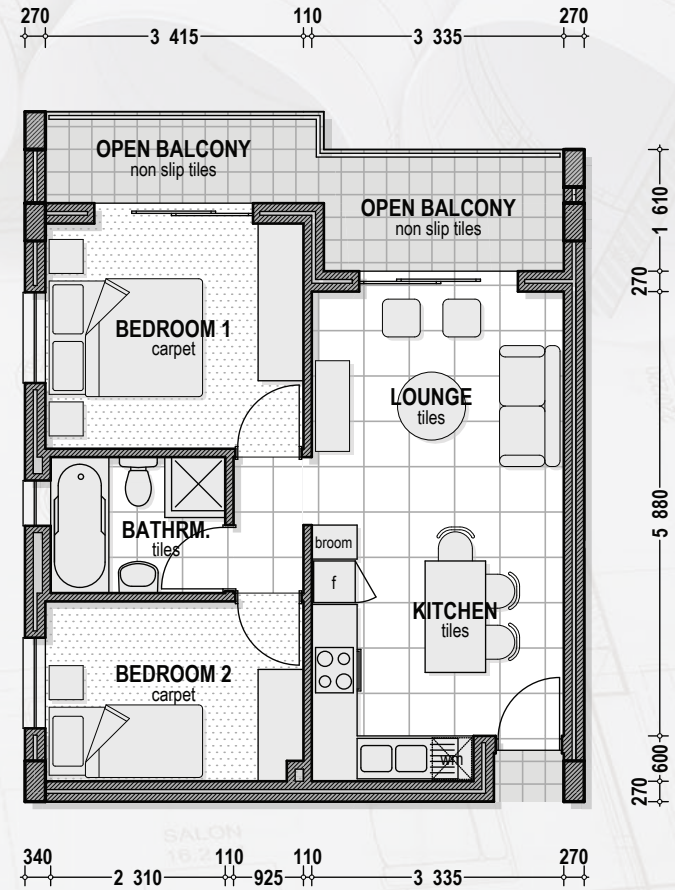 270 110 270
3 415 3 335
OPEN BALCONY
non slip tiles
OPEN BALCONY
non slip tiles
1 610
270
BEDROOM 1
carpet
LOUNGE
tiles
5 880
BATHRM.
tiles
broom
f
KITCHEN
tiles
BEDROOM 2
carpet
wm
600
270
SALON
340 110 110 270
2 310 925 3 335